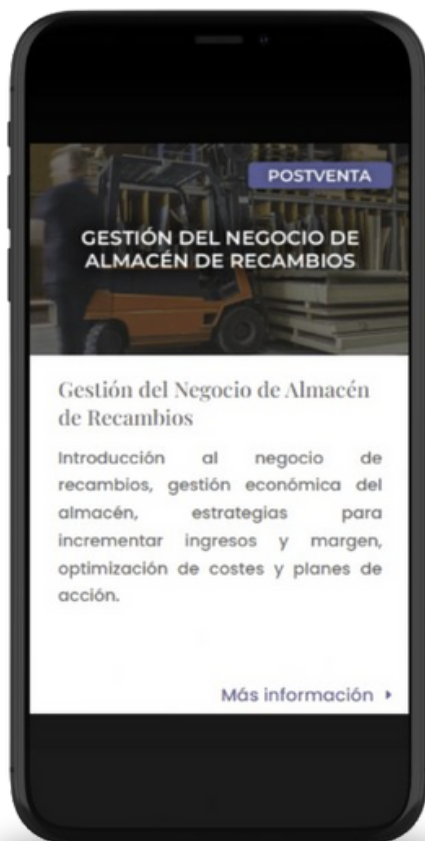 POSTVENTA
GESTIÓN DEL NEGOCIO DE
ALMACÉN DE RECAMBIOS
Gestión del Negocio de Almacén
de Recambios
Introducción al negocio de
recambios, gestión económica del
almacén, estrategias para
incrementar ingresos y margen,
optimización de costes y planes de
acción.
Más información